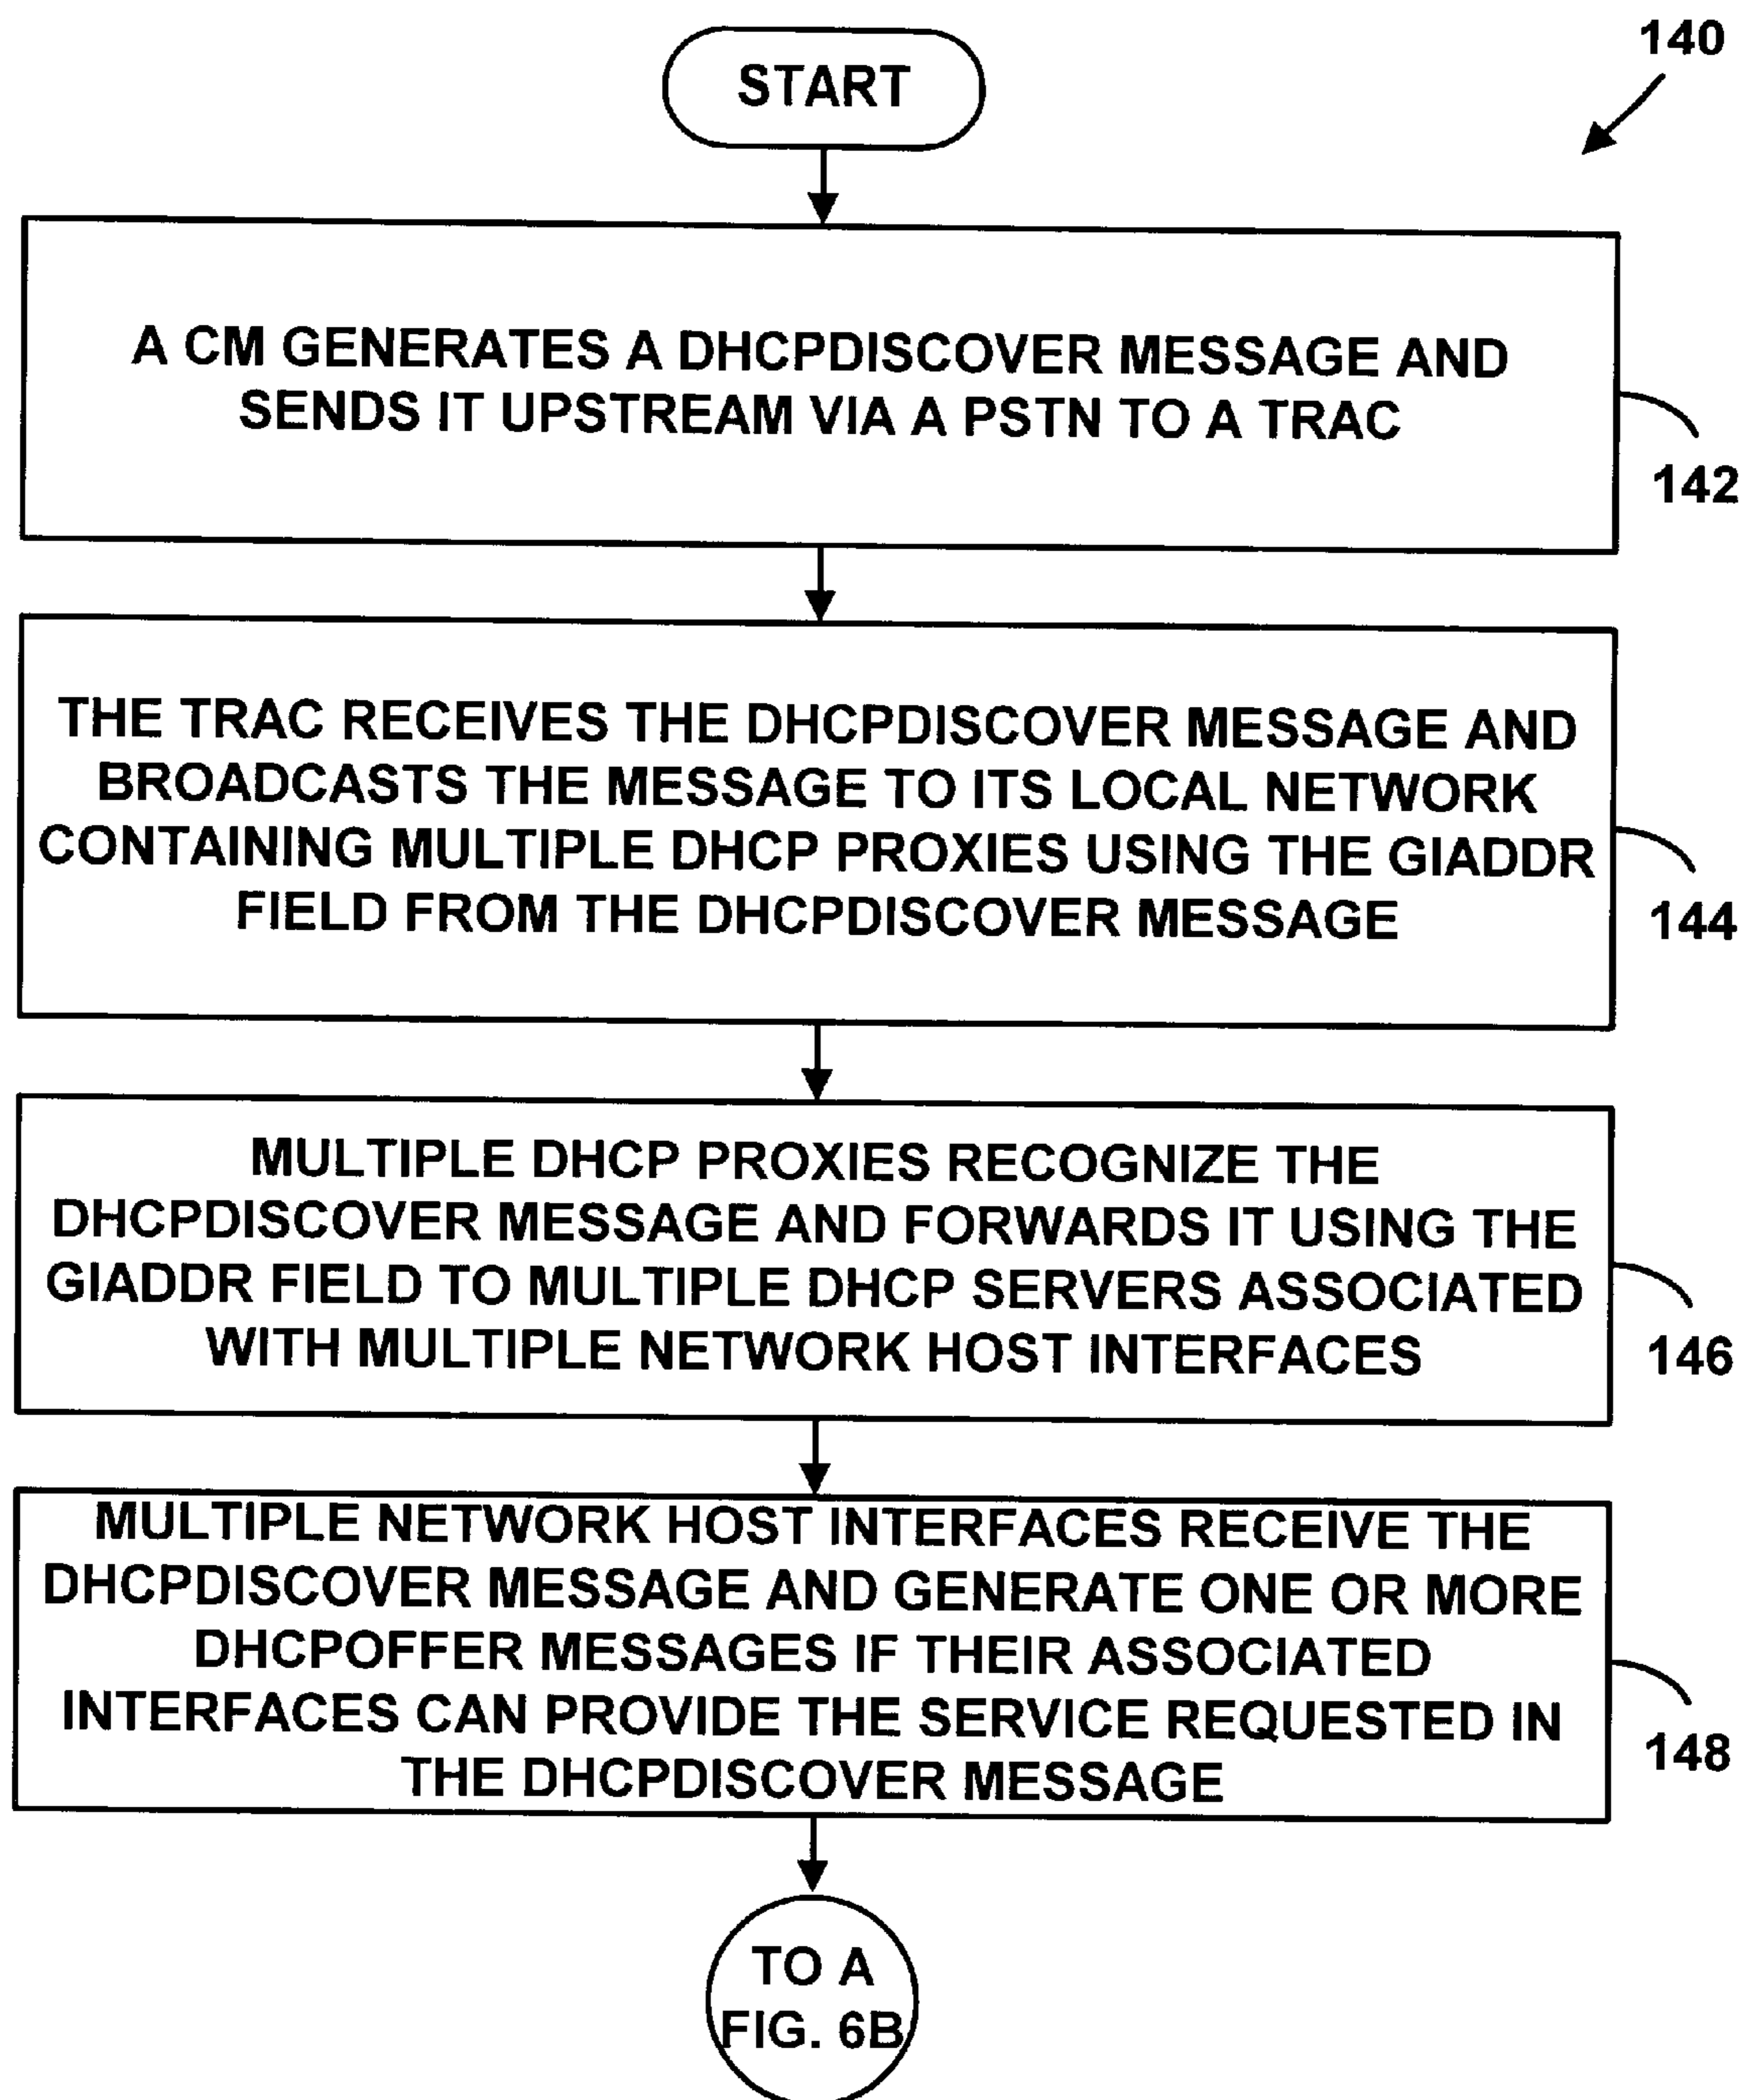 START
140
A CM GENERATES A DHCPDISCOVER MESSAGE AND
SENDS IT UPSTREAM VIA A PSTN TO A TRAC
142
THE TRAC RECEIVES THE DHCPDISCOVER MESSAGE AND
BROADCASTS THE MESSAGE TO ITS LOCAL NETWORK
CONTAINING MULTIPLE DHCP PROXIES USING THE GIADDR
FIELD FROM THE DHCPDISCOVER MESSAGE
144
MULTIPLE DHCP PROXIES RECOGNIZE THE
DHCPDISCOVER MESSAGE AND FORWARDS IT USING THE
GIADDR FIELD TO MULTIPLE DHCP SERVERS ASSOCIATED
WITH MULTIPLE NETWORK HOST INTERFACES
146
MULTIPLE NETWORK HOST INTERFACES RECEIVE THE
DHCPDISCOVER MESSAGE AND GENERATE ONE OR MORE
DHCPOFFER MESSAGES IF THEIR ASSOCIATED
INTERFACES CAN PROVIDE THE SERVICE REQUESTED IN
THE DHCPDISCOVER MESSAGE
148
TO A
FIG. 6B